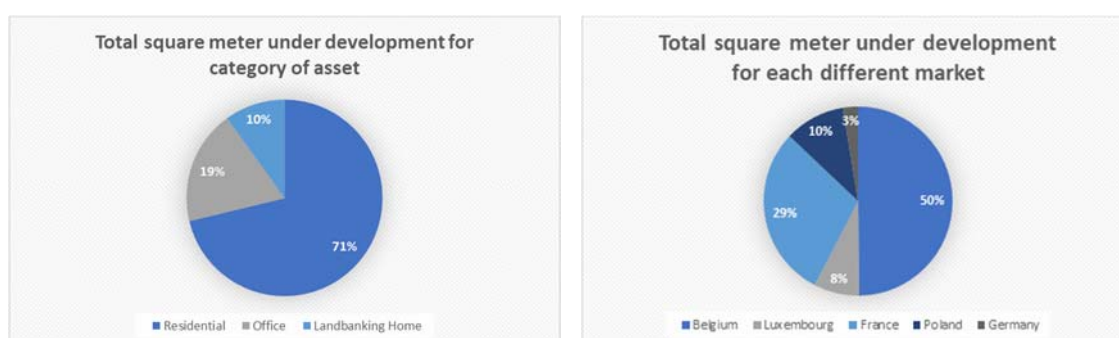 Total square meter under development for
category of asset
10%
19%
71%
Residential Office Landbanking Home
Total square meter under development
for each different market
3%
10%
50%
29%
8%
Belgium Luxembourg France Poland Germany